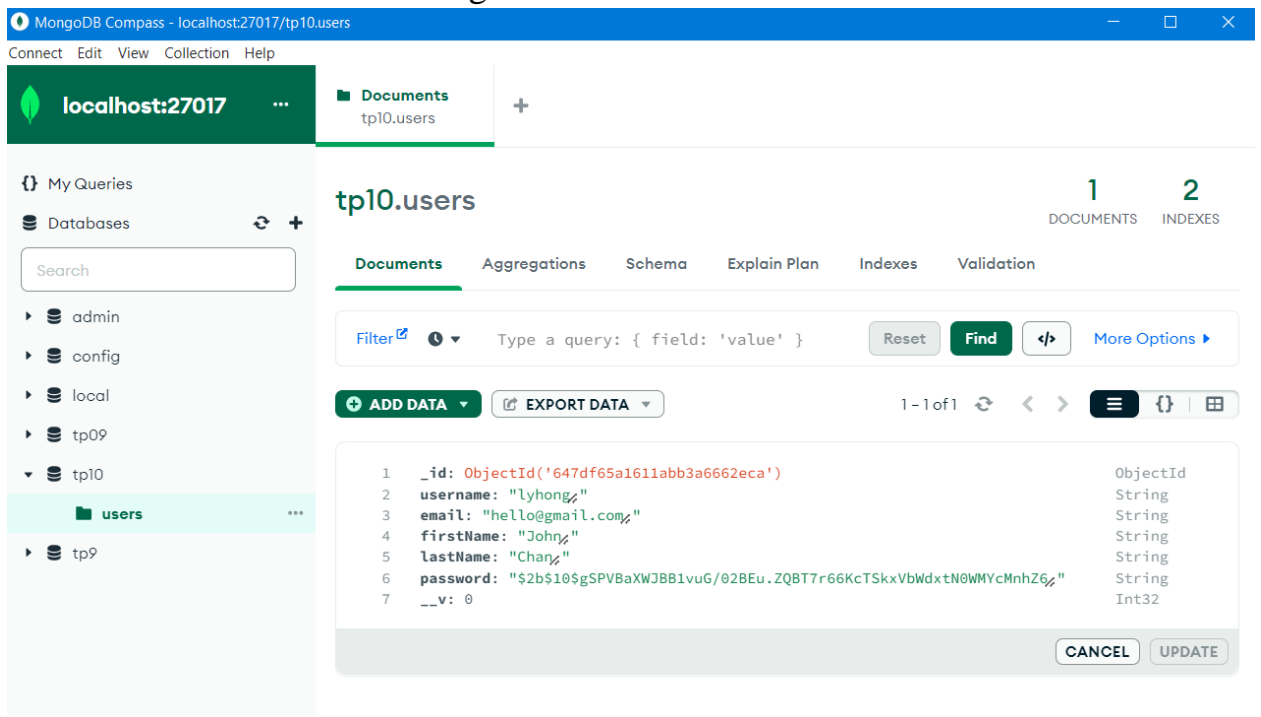 MongoDB Compass - localhost:27017/tp10.users
Connect Edit View Collection Help
localhost:27017 ...
Documents
tp10.users
{} My Queries
Databases
Search
admin
config
local
tp09
tp10
users ...
tp9
tp10.users
1
DOCUMENTS
2
INDEXES
Documents Aggregations Schema Explain Plan Indexes Validation
Filter Type a query: { field: 'value' } Reset Find </> More Options
ADD DATA EXPORT DATA 1 – 1 of 1 {}
1 _id: ObjectId('647df65a1611abb3a6662eca') ObjectId
2 username: "lyhong" String
3 email: "hello@gmail.com" String
4 firstName: "John" String
5 lastName: "Chan" String
6 password: "$2b$10$gSPVBaXWJBB1vuG/02BEu.ZQBT7r66KcTSkxVbWdxtN0WMYcMnhZ6" String
7 __v: 0 Int32
CANCEL UPDATE